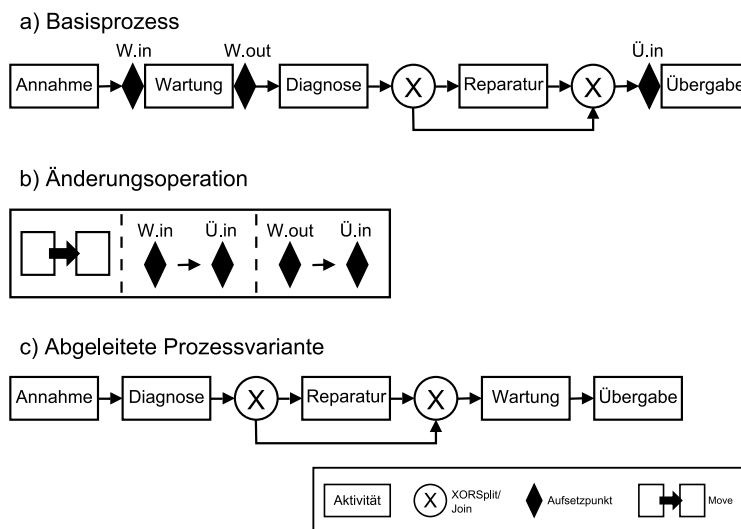 a) Basisprozess
W.in W.out Ü.in
Annahme Wartung Diagnose X Reparatur X Übergabe
b) Änderungsoperation
W.in Ü.in W.out Ü.in
c) Abgeleitete Prozessvariante
Annahme Diagnose X Reparatur X Wartung Übergabe
Aktivität X XORSplit/
Join Aufsetzpunkt Move